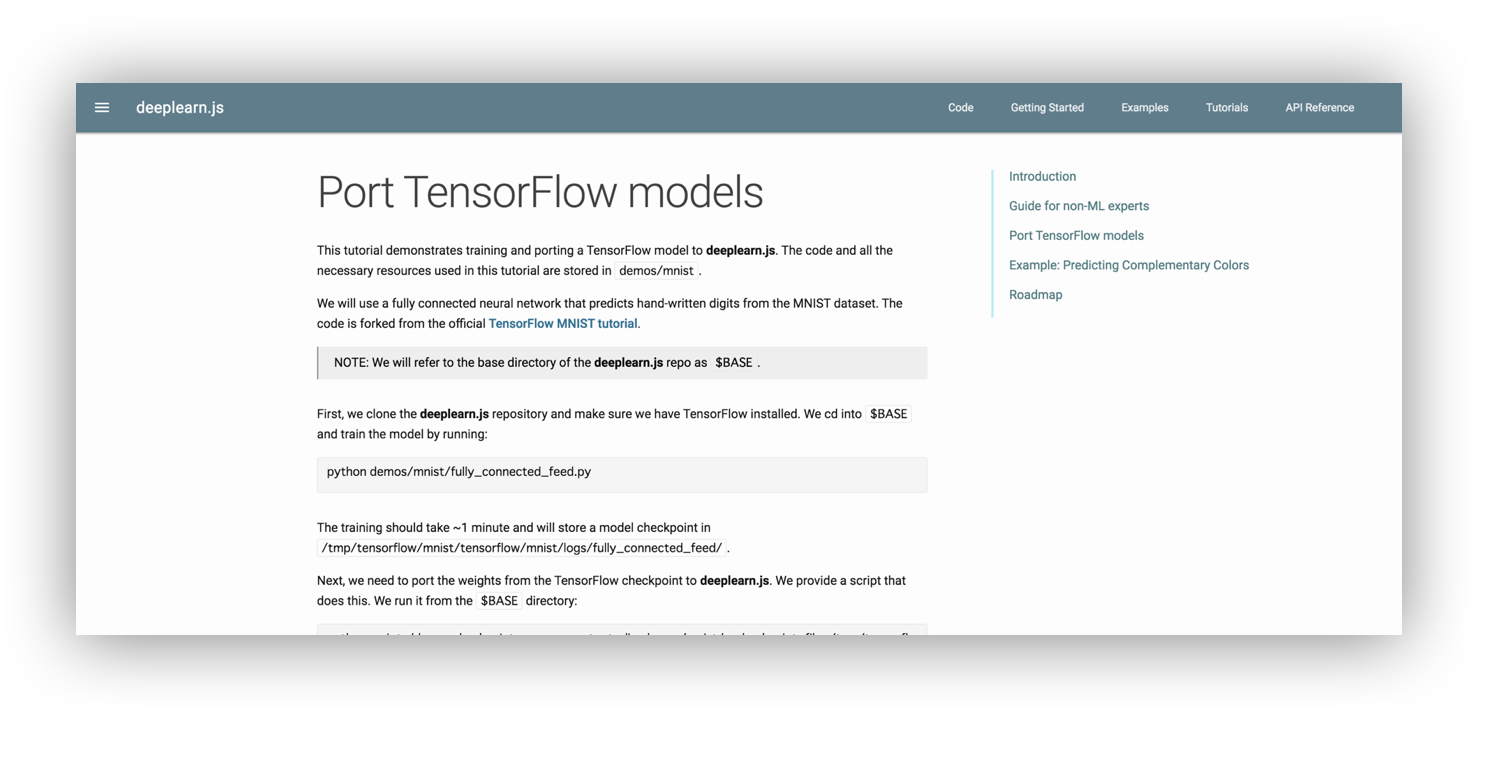 deeplearn.js
Code Getting Started Examples Tutorials API Reference
Port TensorFlow models
This tutorial demonstrates training and porting a TensorFlow model to deeplearn.js. The code and all the
necessary resources used in this tutorial are stored in demos/mnist .
We will use a fully connected neural network that predicts hand-written digits from the MNIST dataset. The
code is forked from the official TensorFlow MNIST tutorial.
NOTE: We will refer to the base directory of the deeplearn.js repo as $BASE .
First, we clone the deeplearn.js repository and make sure we have TensorFlow installed. We cd into $BASE
and train the model by running:
python demos/mnist/fully_connected_feed.py
The training should take ~1 minute and will store a model checkpoint in
/tmp/tensorflow/mnist/tensorflow/mnist/logs/fully_connected_feed/ .
Next, we need to port the weights from the TensorFlow checkpoint to deeplearn.js. We provide a script that
does this. We run it from the $BASE directory:
Introduction
Guide for non-ML experts
Port TensorFlow models
Example: Predicting Complementary Colors
Roadmap